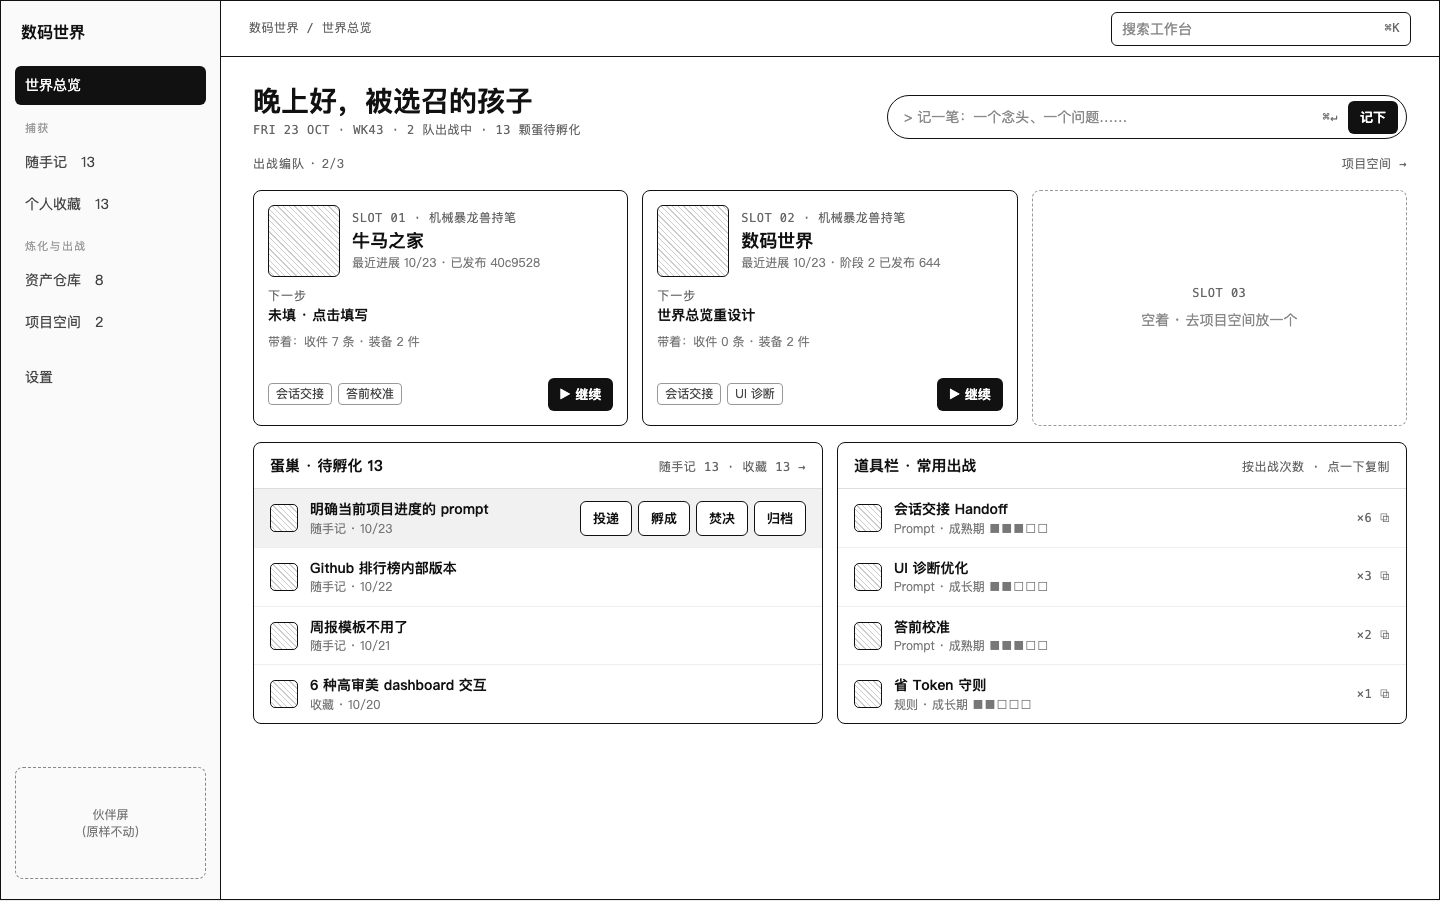 数码世界
世界总览
捕获
随手记 13
个人收藏 13
炼化与出战
资产仓库 8
项目空间 2
设置
伙伴屏
(原样不动)
数码世界 / 世界总览
搜索工作台 ⌘K
晚上好，被选召的孩子
FRI 23 OCT · WK43 · 2 队出战中 · 13 颗蛋待孵化
> 记一笔：一个念头、一个问题…… ⌘↵ 记下
出战编队 · 2/3
项目空间 →
SLOT 01 · 机械暴龙兽持笔
牛马之家
最近进展 10/23 · 已发布 40c9528
下一步
未填 · 点击填写
带着：收件 7 条 · 装备 2 件
会话交接 答前校准 ▶ 继续
SLOT 02 · 机械暴龙兽持笔
数码世界
最近进展 10/23 · 阶段 2 已发布 644
下一步
世界总览重设计
带着：收件 0 条 · 装备 2 件
会话交接 UI 诊断 ▶ 继续
SLOT 03
空着 · 去项目空间放一个
蛋巢 · 待孵化 13
随手记 13 · 收藏 13 →
明确当前项目进度的 prompt
随手记 · 10/23
投递 孵成 焚决 归档
Github 排行榜内部版本
随手记 · 10/22
周报模板不用了
随手记 · 10/21
6 种高审美 dashboard 交互
收藏 · 10/20
道具栏 · 常用出战
按出战次数 · 点一下复制
会话交接 Handoff
Prompt · 成熟期 ■■■□□
×6 ⧉
UI 诊断优化
Prompt · 成长期 ■■□□□
×3 ⧉
答前校准
Prompt · 成熟期 ■■■□□
×2 ⧉
省 Token 守则
规则 · 成长期 ■■□□□
×1 ⧉